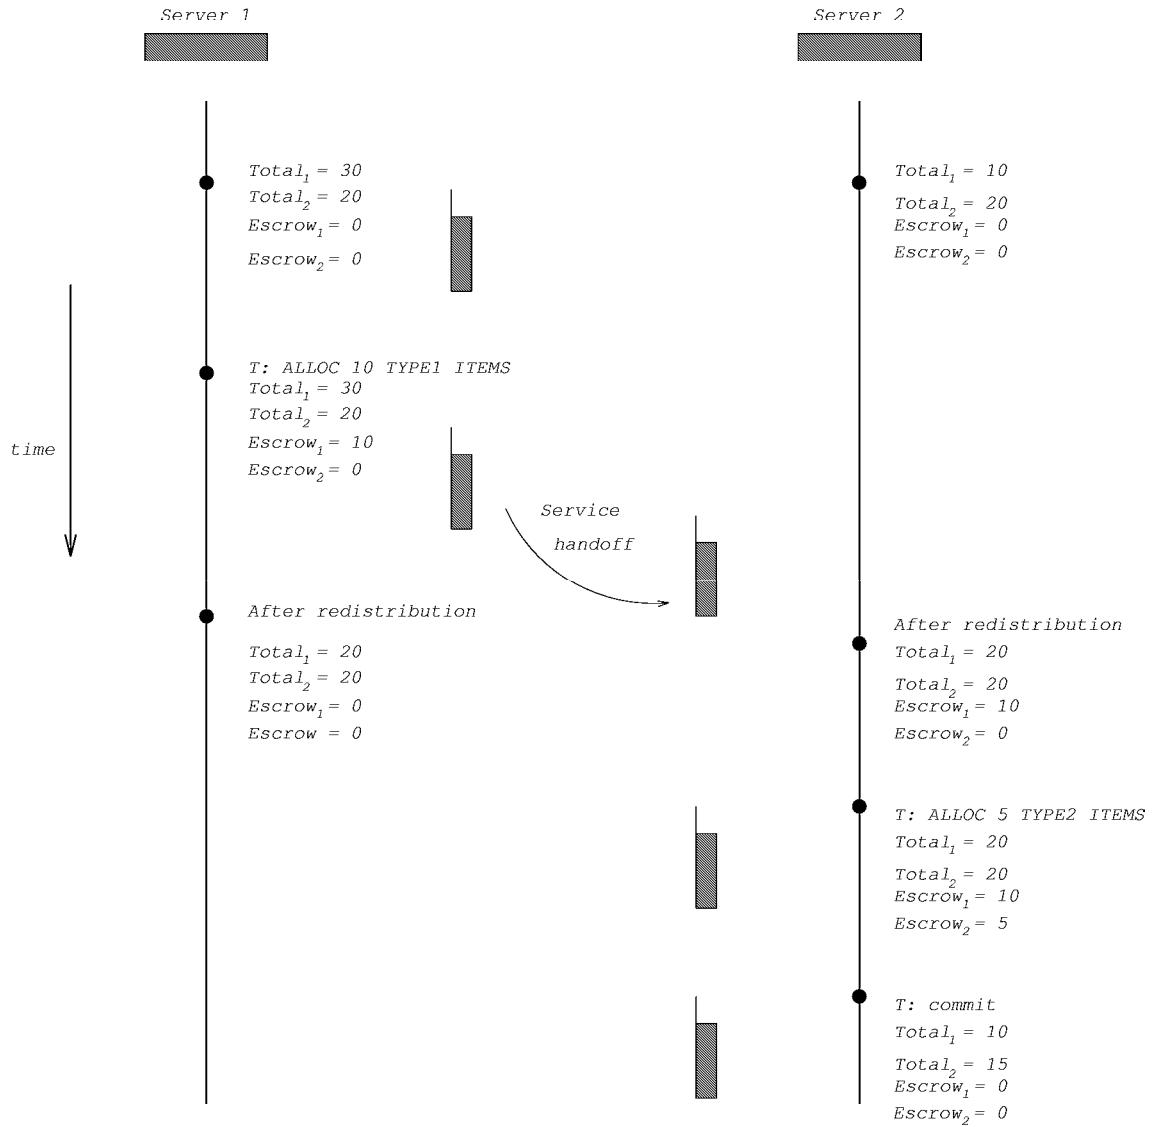 Server 1
Server 2
Total1 = 30
Total2 = 20
Escrow1 = 0
Escrow2 = 0
Total1 = 10
Total2 = 20
Escrow1 = 0
Escrow2 = 0
time
T: ALLOC 10 TYPE1 ITEMS
Total1 = 30
Total2 = 20
Escrow1 = 10
Escrow2 = 0
Service
handoff
After redistribution
Total1 = 20
Total2 = 20
Escrow1 = 0
Escrow = 0
After redistribution
Total1 = 20
Total2 = 20
Escrow1 = 10
Escrow2 = 0
T: ALLOC 5 TYPE2 ITEMS
Total1 = 20
Total2 = 20
Escrow1 = 10
Escrow2 = 5
T: commit
Total1 = 10
Total2 = 15
Escrow1 = 0
Escrow2 = 0